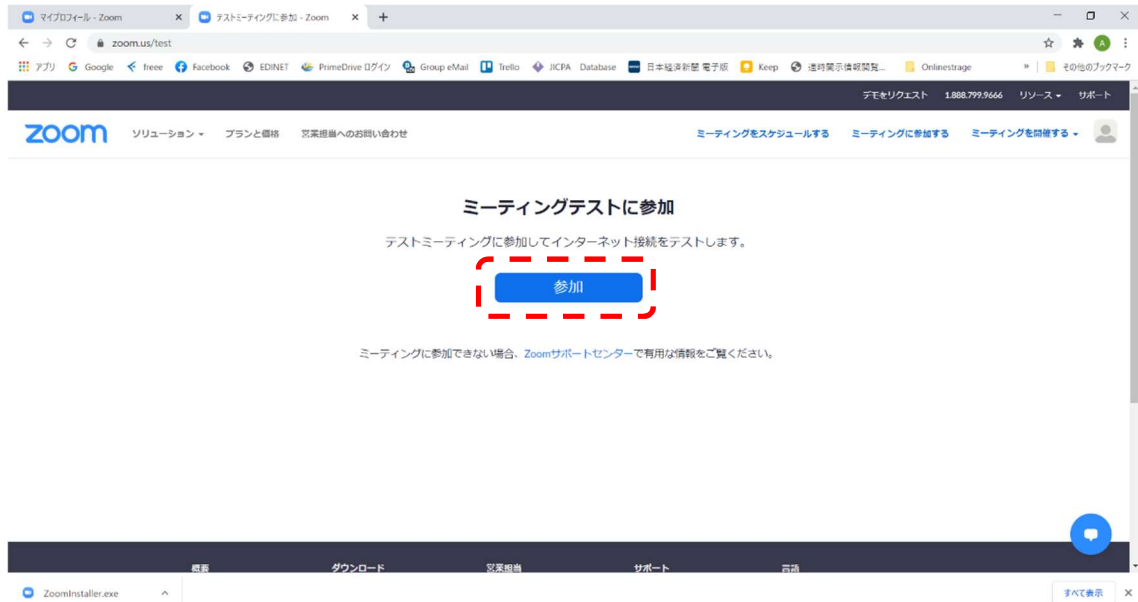 マイプロフィール - Zoom
テストミーティングに参加 - Zoom
zoom.us/test
A
アプリ Google freee Facebook EDINET PrimeDrive ログイン Group eMail Trello JICPA Database 日本経済新聞 電子版 Keep 適時開示情報閲覧... Onlinestrage » その他のブックマーク
デモをリクエスト 1.888.799.9666 リソース サポート
zoom ソリューション プランと価格 営業担当へのお問い合わせ ミーティングをスケジュールする ミーティングに参加する ミーティングを開催する
ミーティングテストに参加
テストミーティングに参加してインターネット接続をテストします。
参加
ミーティングに参加できない場合、Zoomサポートセンターで有用な情報をご覧ください。
概要 ダウンロード 営業担当 サポート 言語
ZoomInstaller.exe すべて表示